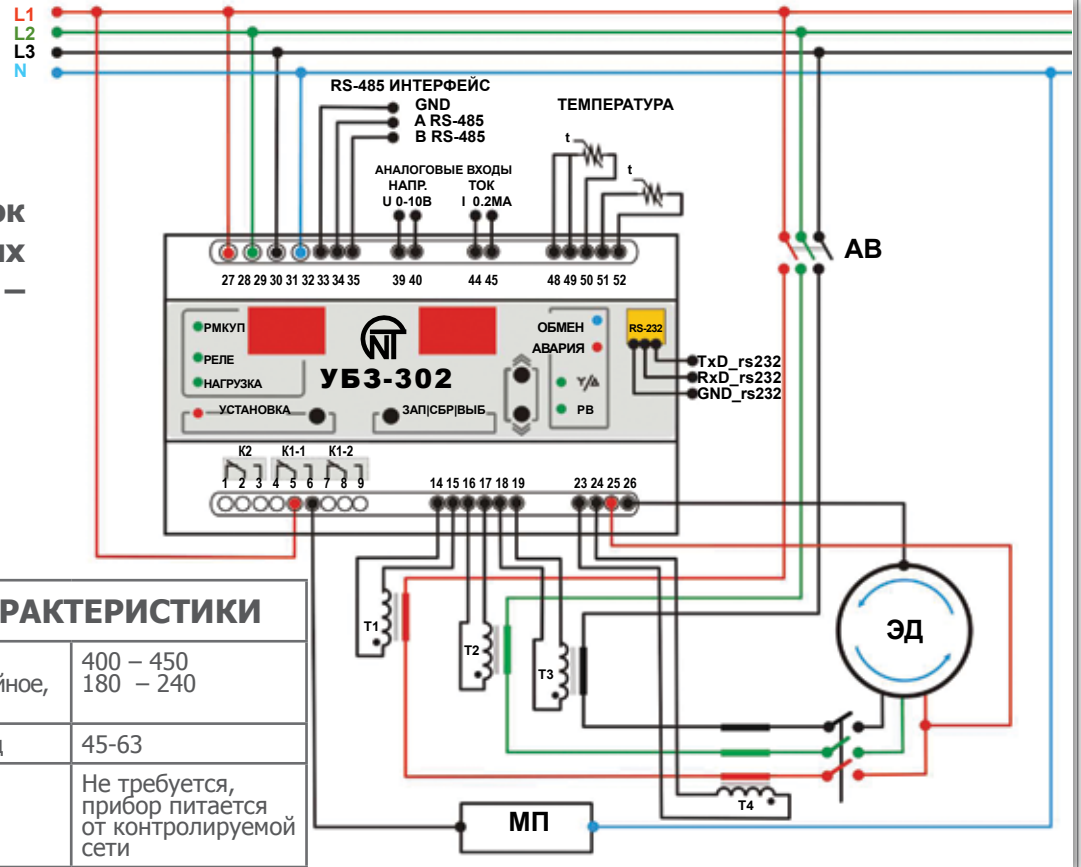 L1
L2
L3
N
RS-485 ИНТЕРФЕЙС
GND
A RS-485
B RS-485
ТЕМПЕРАТУРА
t
t
АНАЛОГОВЫЕ ВХОДЫ
НАПР. ТОК
U 0-10В I 0.2МА
ок
их
–
АВ
27 28 29 30 31 32 33 34 35 39 40 44 45 48 49 50 51 52
РМКУП
РЕЛЕ
НАГРУЗКА
УСТАНОВКА
NT
УБЗ-302
ЗАП|СБР|ВЫБ
ОБМЕН
АВАРИЯ
Y/Δ
РВ
RS-232
TxD_rs232
RxD_rs232
GND_rs232
K2 K1-1 K1-2
1 2 3 4 5 6 7 8 9 14 15 16 17 18 19 23 24 25 26
T1
T2
T3
T4
ЭД
МП
РАКТЕРИСТИКИ
400 – 450
йное, 180 – 240
ц 45-63
Не требуется,
прибор питается
от контролируемой
сети